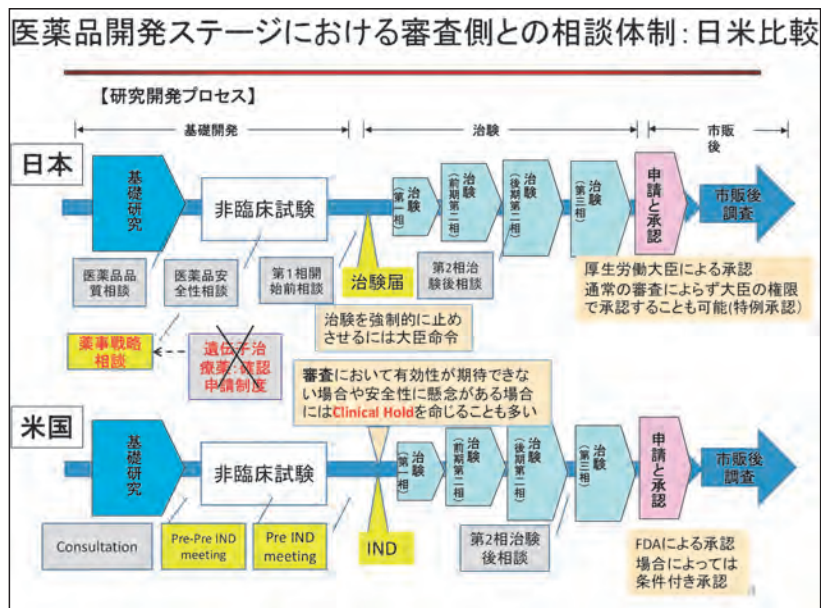 医薬品開発ステージにおける審査側との相談体制：日米比較
【研究開発プロセス】
基礎開発
治験
市販
後
日本
基礎研究
非臨床試験
治験
(第一相)
治験
(前期第二相)
治験
(後期第二相)
治験
(第三相)
申請と承認
市販後
調査
医薬品品
質相談
医薬品安
全性相談
第1相開
始前相談
治験届
第2相治
験後相談
厚生労働大臣による承認
通常の審査によらず大臣の権限
で承認することも可能(特例承認)
治験を強制的に止め
させるには大臣命令
薬事戦略
相談
遺伝子治
療薬：確認
申請制度
審査において有効性が期待できな
い場合や安全性に懸念がある場合
にはClinical Holdを命じることも多い
米国
基礎研究
非臨床試験
治験
(第一相)
治験
(前期第二相)
治験
(後期第二相)
治験
(第三相)
申請と承認
市販後
調査
Consultation
Pre-Pre IND
meeting
Pre IND
meeting
IND
第2相治験
後相談
FDAによる承認
場合によっては
条件付き承認